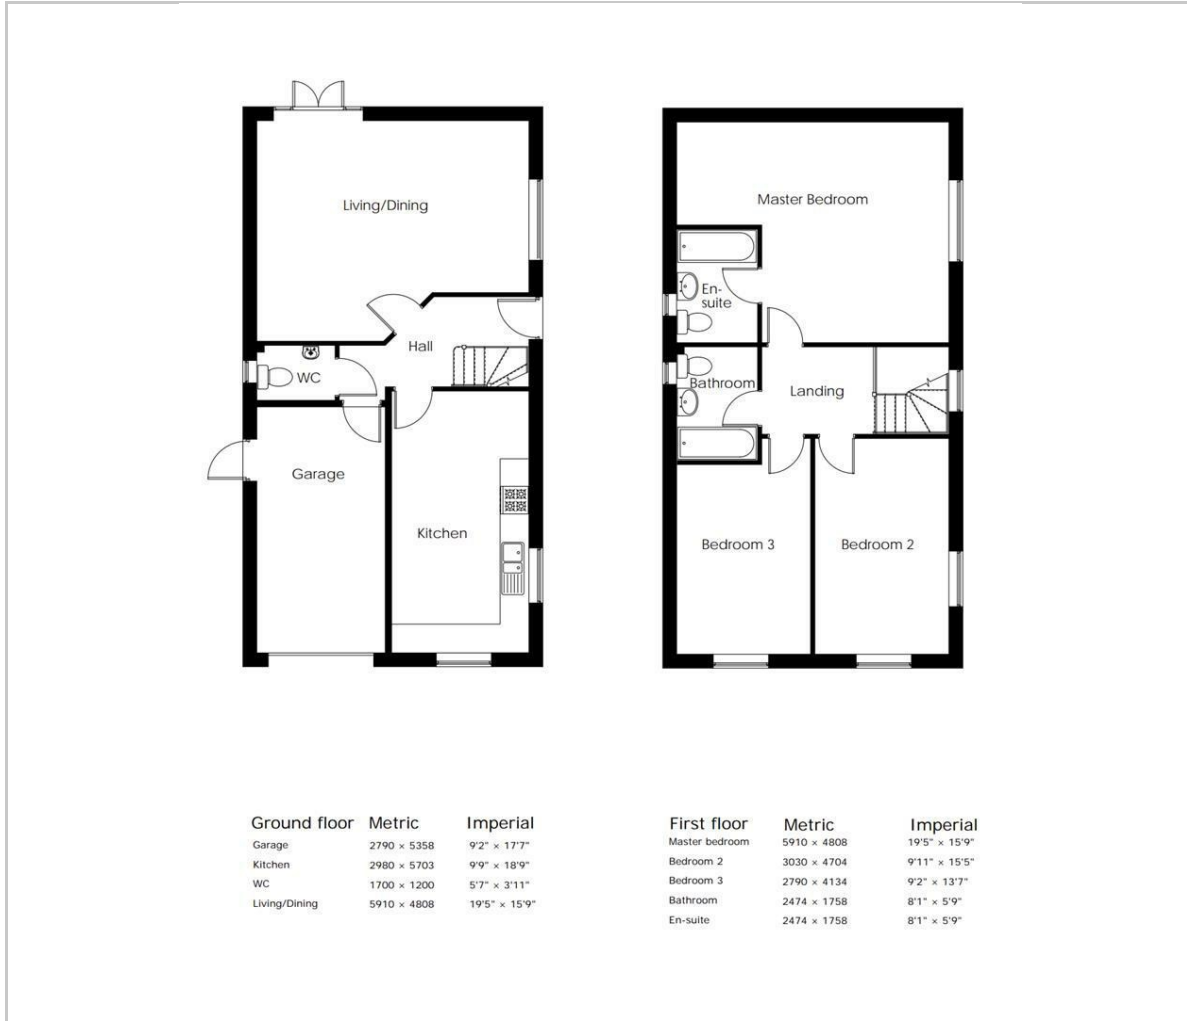 Living/Dining
Hall
WC
Garage
Kitchen
Master Bedroom
En-
suite
Bathroom
Landing
Bedroom 3
Bedroom 2
Ground floor Metric Imperial
Garage 2790 × 5358 9'2" × 17'7"
Kitchen 2980 × 5703 9'9" × 18'9"
WC 1700 × 1200 5'7" × 3'11"
Living/Dining 5910 × 4808 19'5" × 15'9"
First floor Metric Imperial
Master bedroom 5910 × 4808 19'5" × 15'9"
Bedroom 2 3030 × 4704 9'11" × 15'5"
Bedroom 3 2790 × 4134 9'2" × 13'7"
Bathroom 2474 × 1758 8'1" × 5'9"
En-suite 2474 × 1758 8'1" × 5'9"